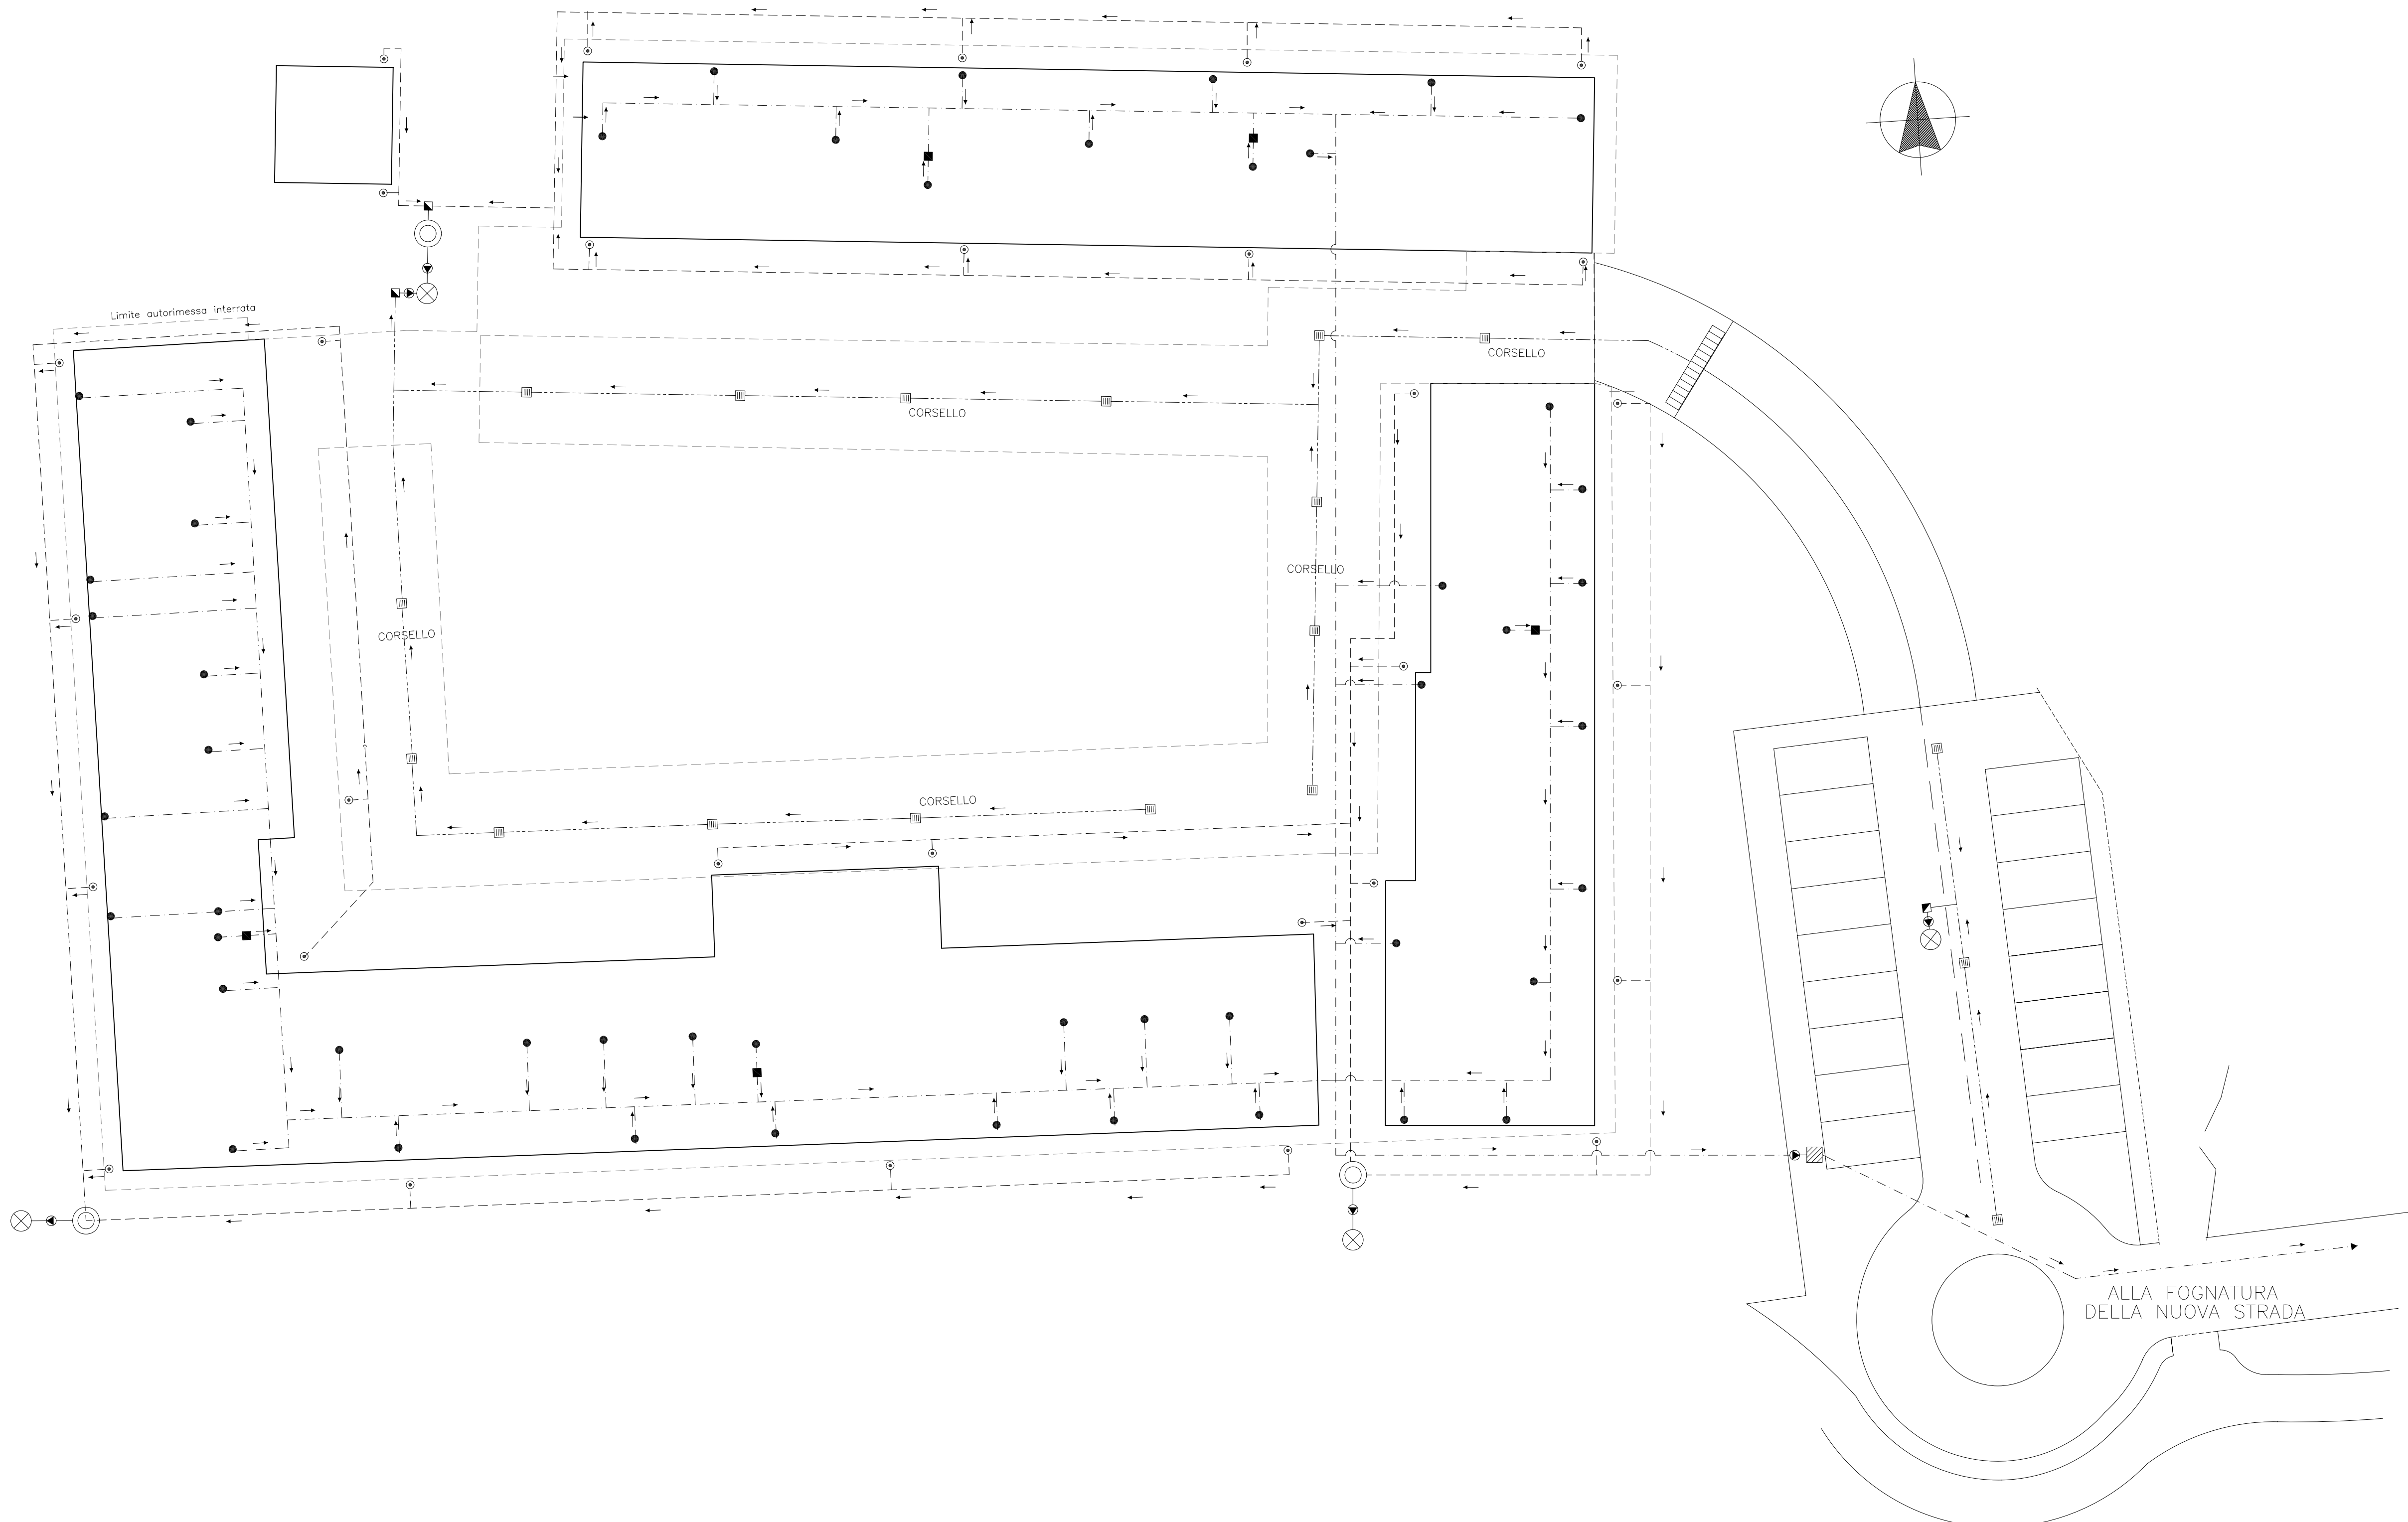 Limite autorimessa interrata
CORSELLO
CORSELLO
CORSELLO
CORSELLO
CORSELLO
ALLA FOGNATURA
DELLA NUOVA STRADA